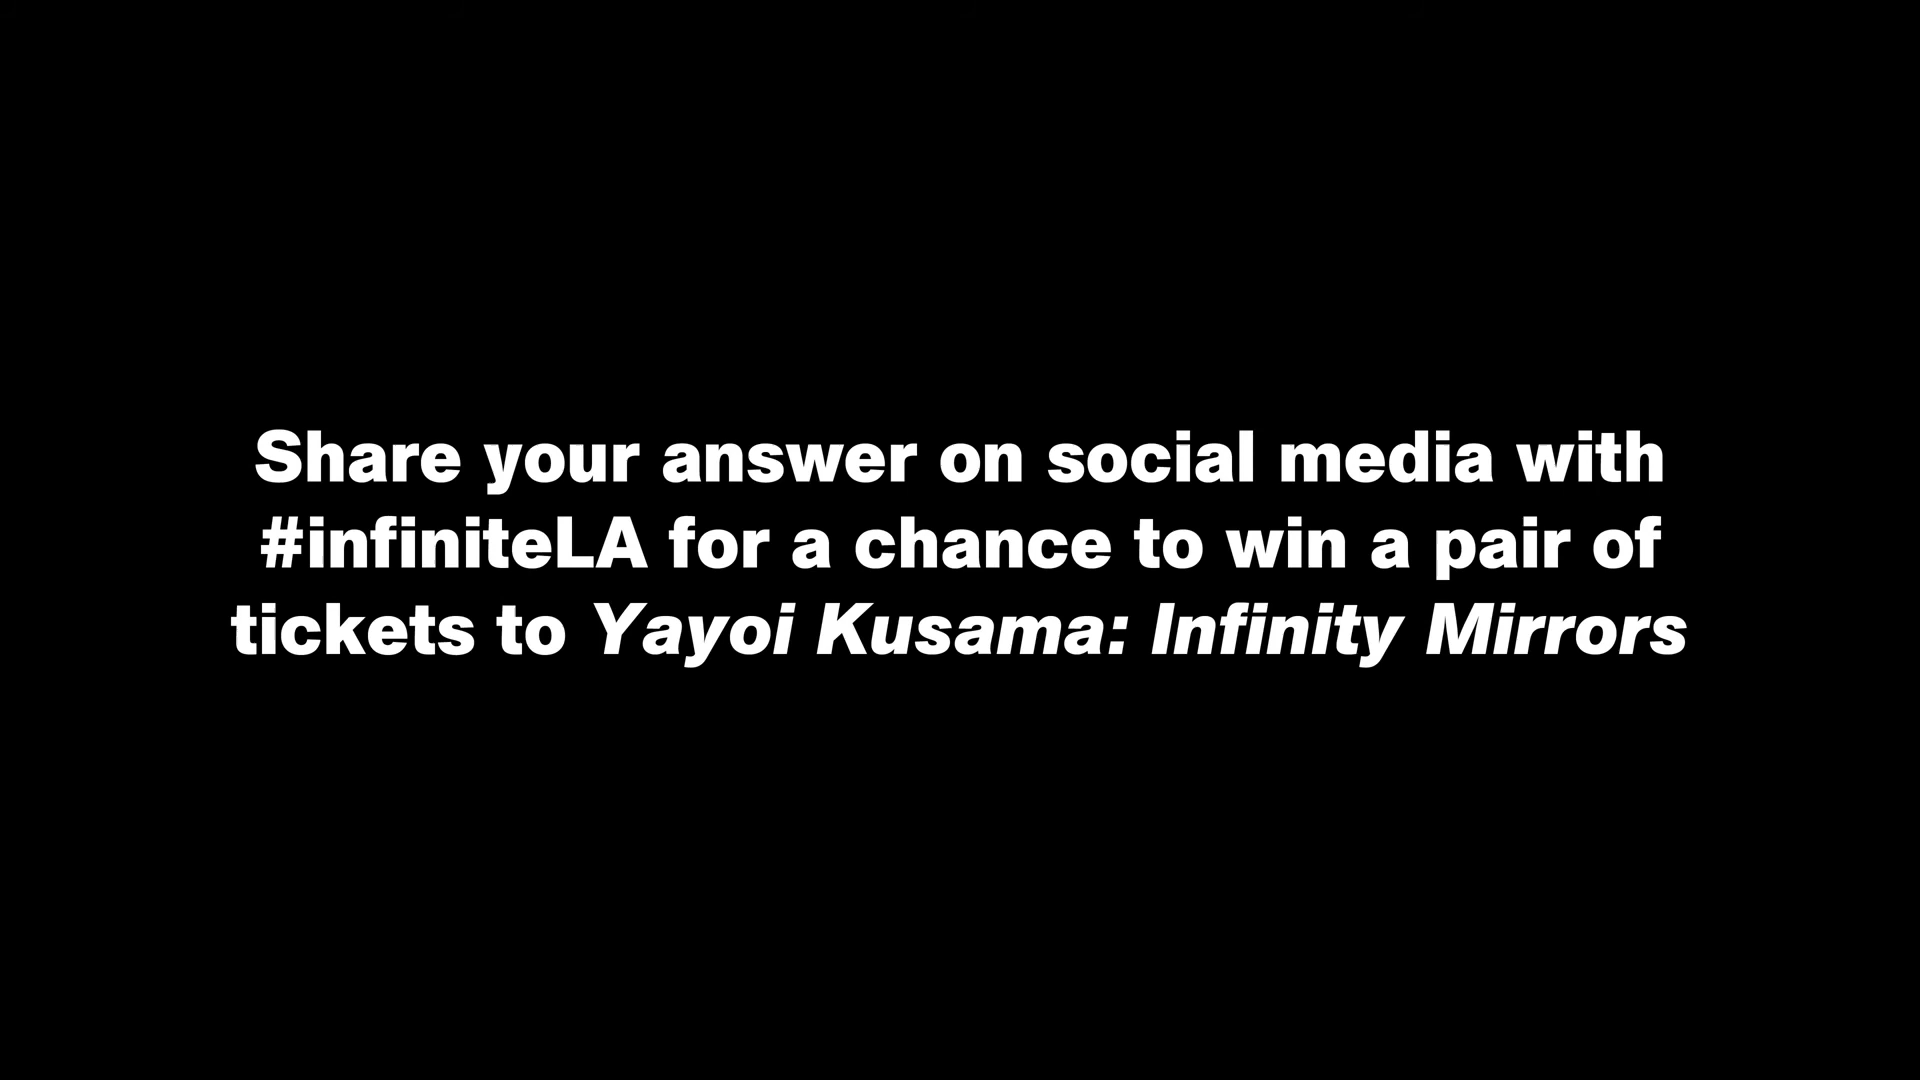 Share your answer on social media with
#infiniteLA for a chance to win a pair of
tickets to Yayoi Kusama: Infinity Mirrors